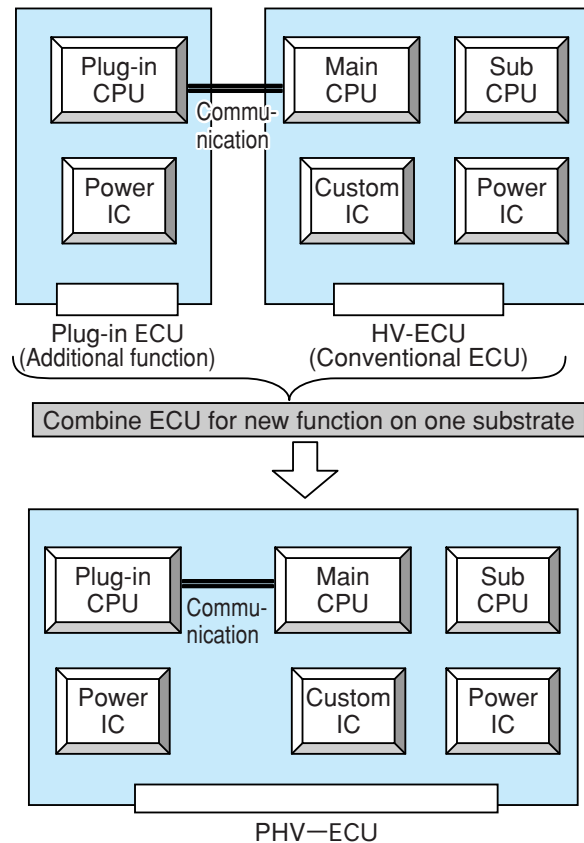 Plug-in
CPU
Main
CPU
Sub
CPU
Commu-
nication
Power
IC
Custom
IC
Power
IC
Plug-in ECU
(Additional function)
HV-ECU
(Conventional ECU)
Combine ECU for new function on one substrate
Plug-in
CPU
Main
CPU
Sub
CPU
Commu-
nication
Power
IC
Custom
IC
Power
IC
PHV—ECU